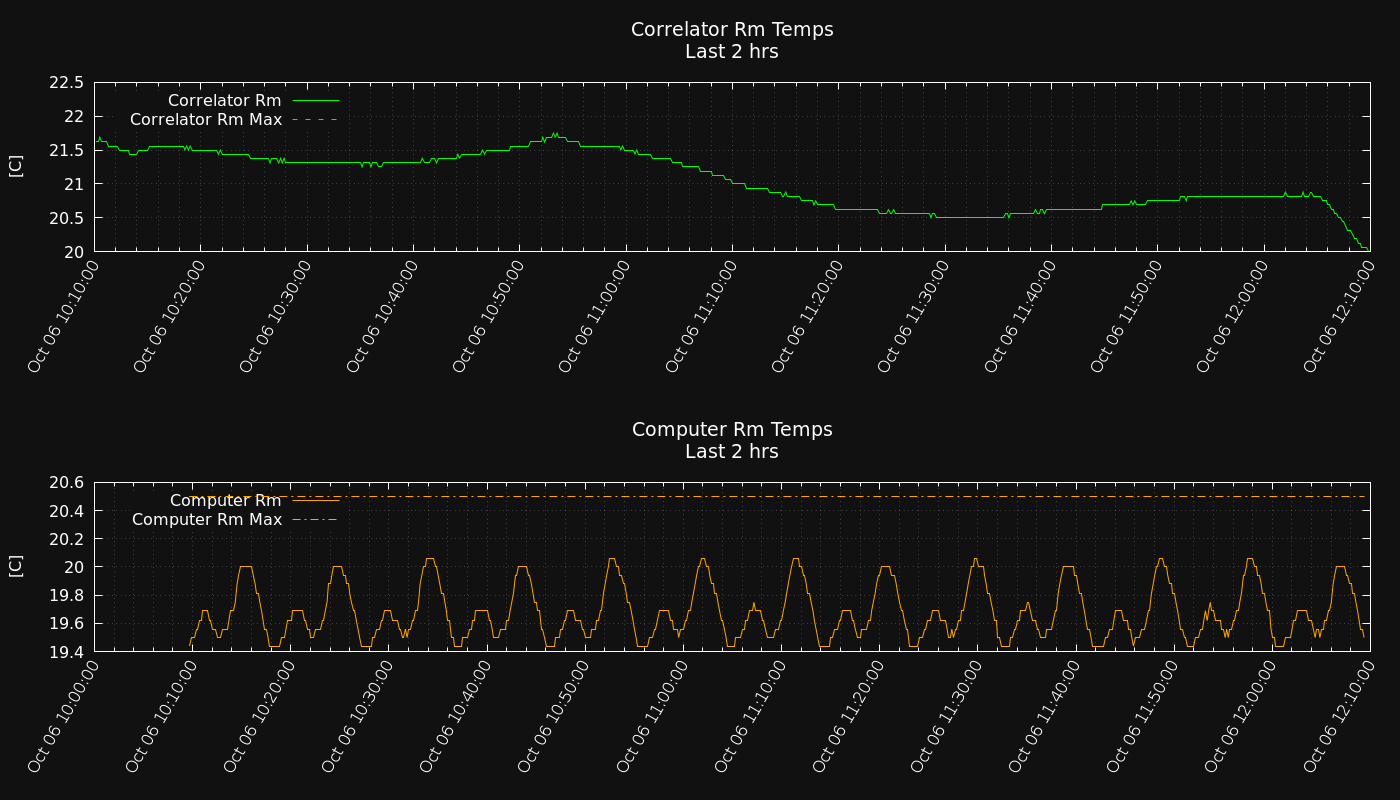 Correlator Rm Temps
Last 2 hrs
22.5
22
21.5
21
20.5
20
[C]
Correlator Rm
Correlator Rm Max
Oct 06 10:10:00
Oct 06 10:20:00
Oct 06 10:30:00
Oct 06 10:40:00
Oct 06 10:50:00
Oct 06 11:00:00
Oct 06 11:10:00
Oct 06 11:20:00
Oct 06 11:30:00
Oct 06 11:40:00
Oct 06 11:50:00
Oct 06 12:00:00
Oct 06 12:10:00
Computer Rm Temps
Last 2 hrs
20.6
20.4
20.2
20
19.8
19.6
19.4
[C]
Computer Rm
Computer Rm Max
Oct 06 10:00:00
Oct 06 10:10:00
Oct 06 10:20:00
Oct 06 10:30:00
Oct 06 10:40:00
Oct 06 10:50:00
Oct 06 11:00:00
Oct 06 11:10:00
Oct 06 11:20:00
Oct 06 11:30:00
Oct 06 11:40:00
Oct 06 11:50:00
Oct 06 12:00:00
Oct 06 12:10:00